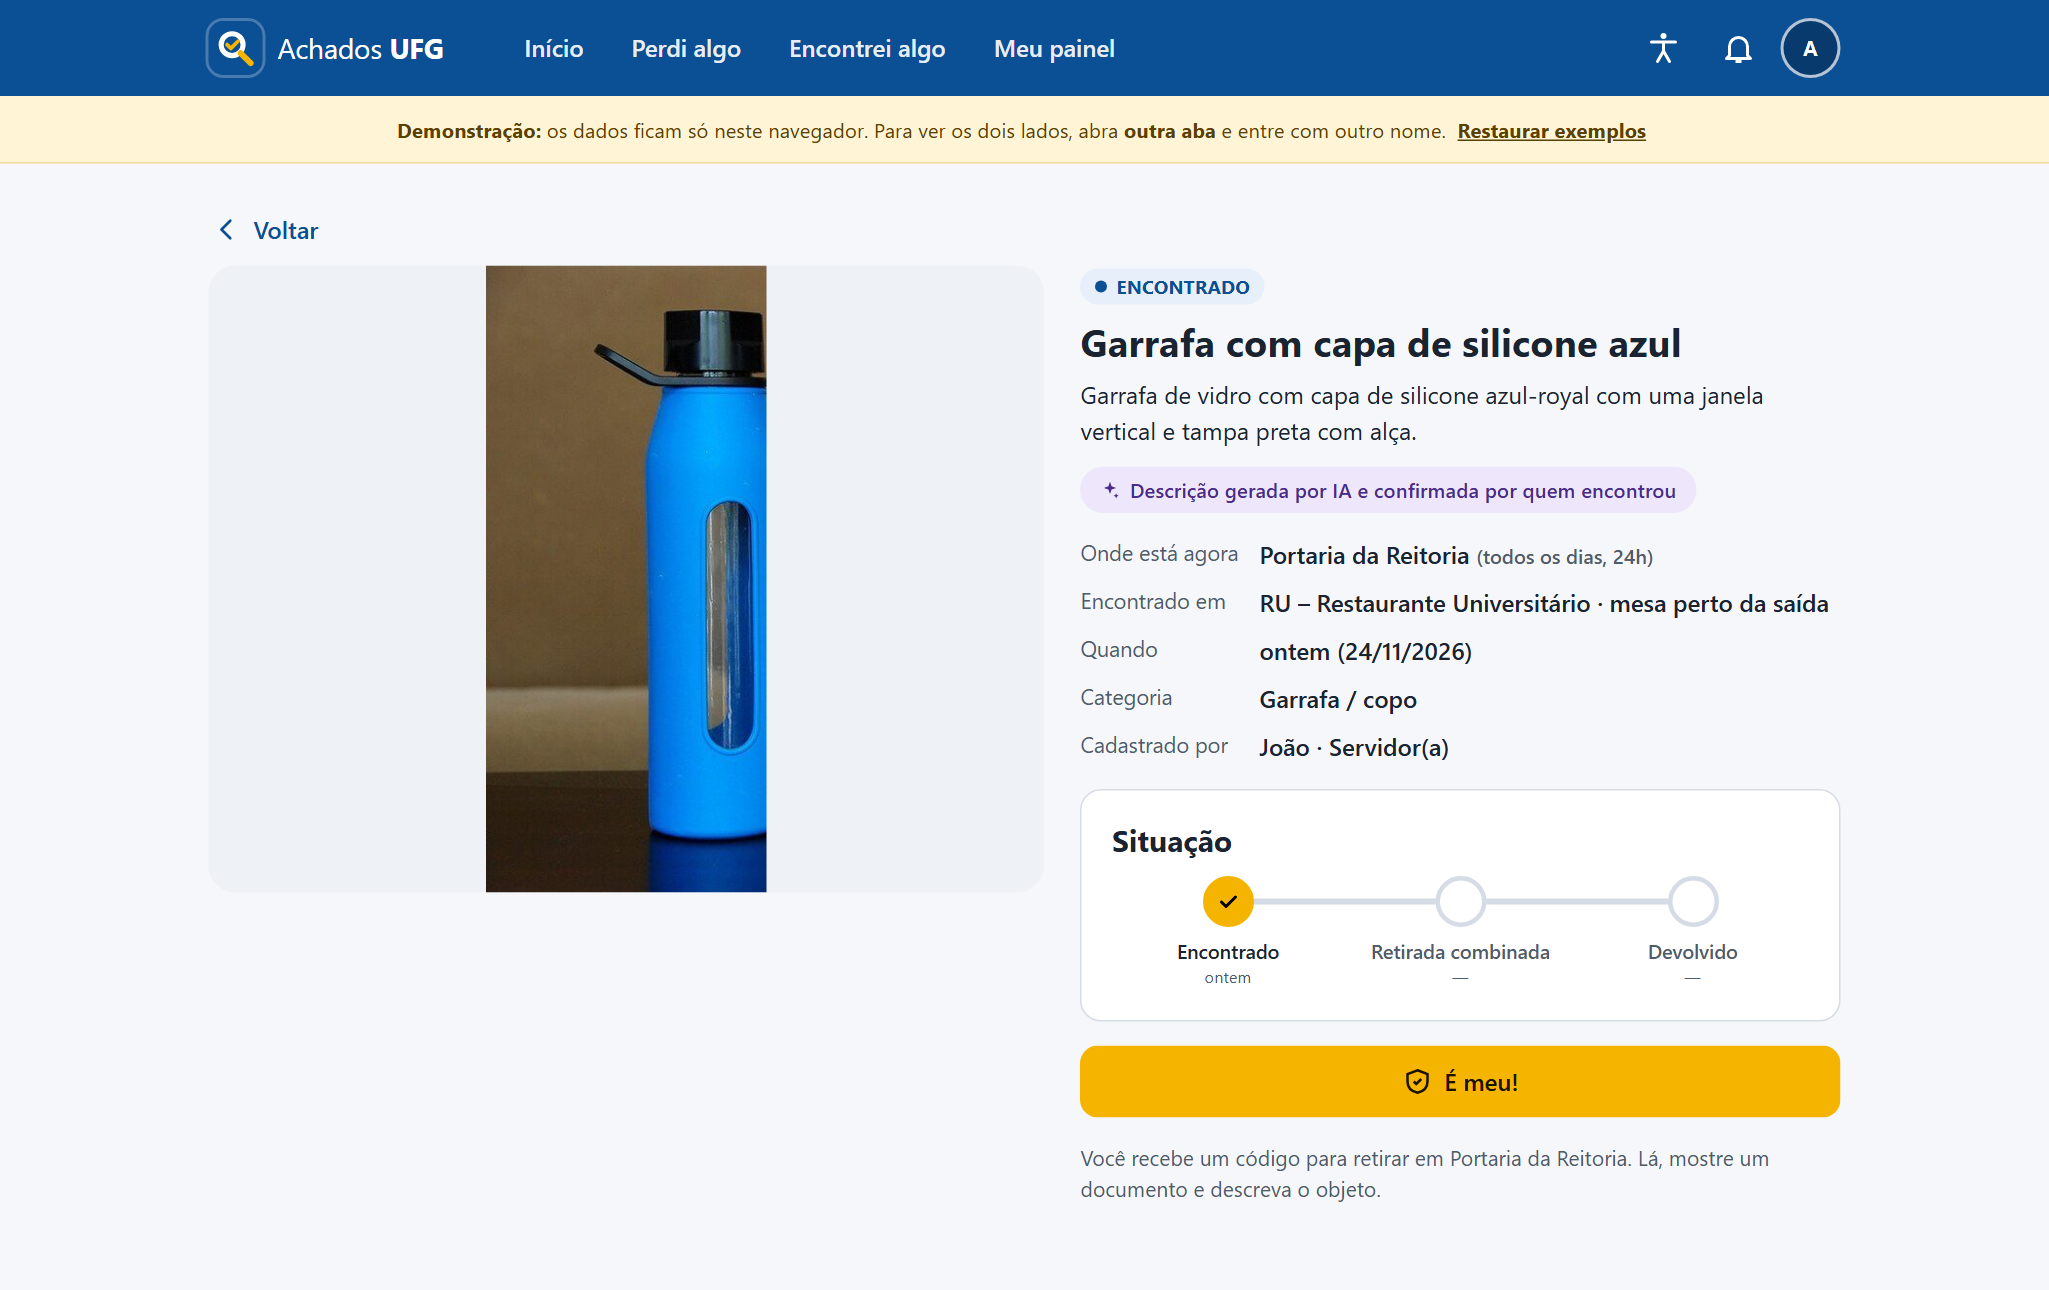 Achados UFG
Início
Perdi algo
Encontrei algo
Meu painel
A
Demonstração: os dados ficam só neste navegador. Para ver os dois lados, abra outra aba e entre com outro nome. Restaurar exemplos
Voltar
ENCONTRADO
Garrafa com capa de silicone azul
Garrafa de vidro com capa de silicone azul-royal com uma janela
vertical e tampa preta com alça.
Descrição gerada por IA e confirmada por quem encontrou
Onde está agora Portaria da Reitoria (todos os dias, 24h)
Encontrado em RU – Restaurante Universitário · mesa perto da saída
Quando ontem (24/11/2026)
Categoria Garrafa / copo
Cadastrado por João · Servidor(a)
Situação
Encontrado
ontem
Retirada combinada
—
Devolvido
—
É meu!
Você recebe um código para retirar em Portaria da Reitoria. Lá, mostre um
documento e descreva o objeto.